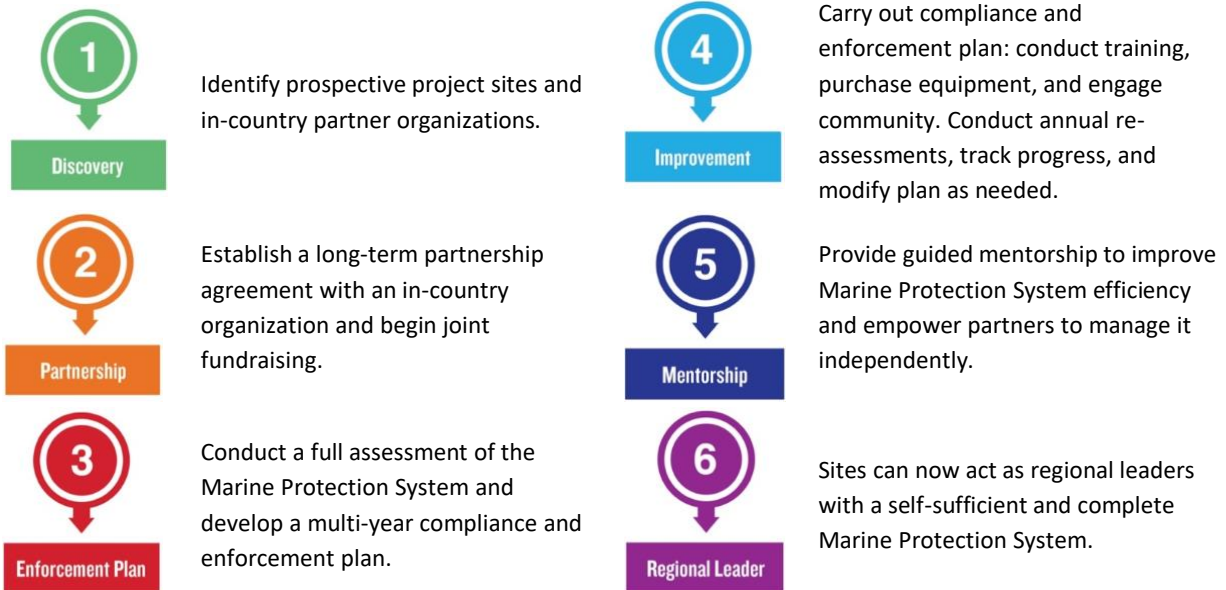 1
Discovery
Identify prospective project sites and
in-country partner organizations.
2
Partnership
Establish a long-term partnership
agreement with an in-country
organization and begin joint
fundraising.
3
Enforcement Plan
Conduct a full assessment of the
Marine Protection System and
develop a multi-year compliance and
enforcement plan.
4
Improvement
Carry out compliance and
enforcement plan: conduct training,
purchase equipment, and engage
community. Conduct annual re-
assessments, track progress, and
modify plan as needed.
5
Mentorship
Provide guided mentorship to improve
Marine Protection System efficiency
and empower partners to manage it
independently.
6
Regional Leader
Sites can now act as regional leaders
with a self-sufficient and complete
Marine Protection System.